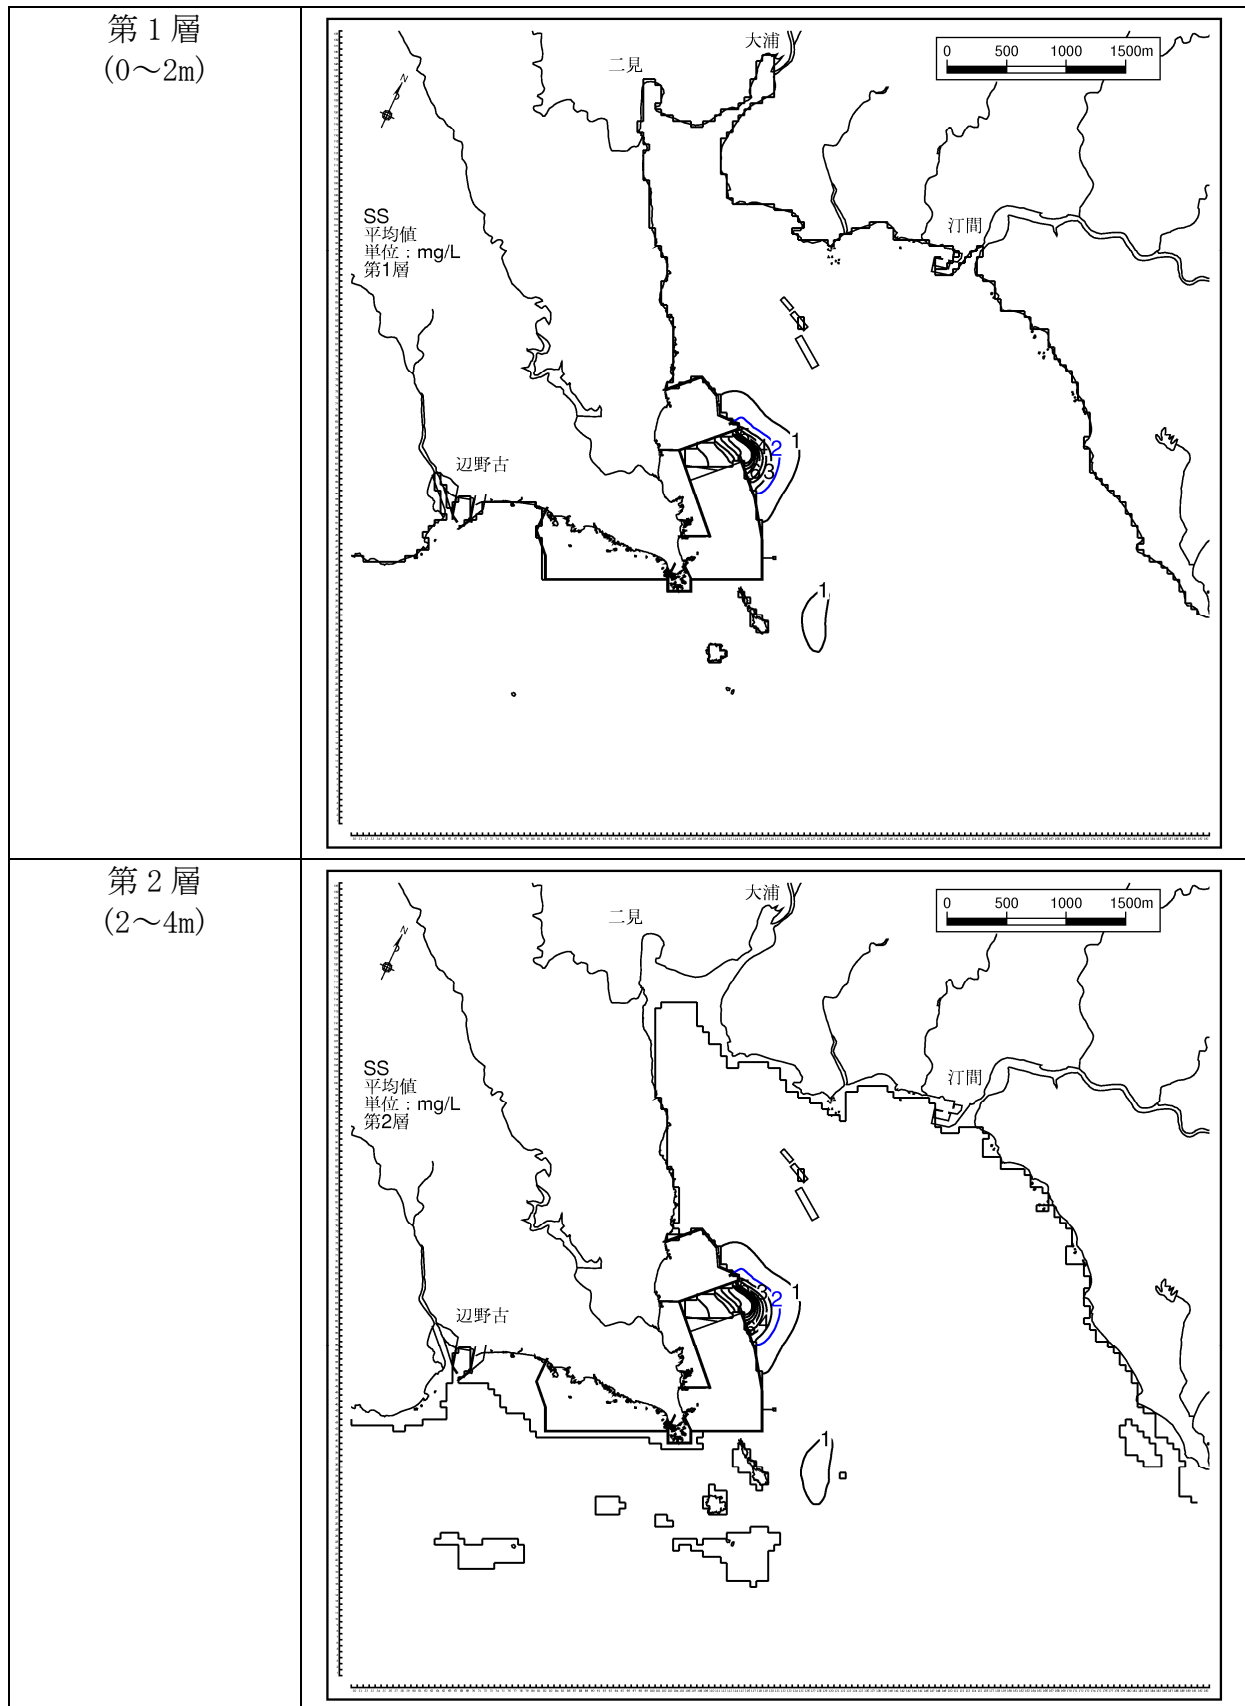 第１層
(0～2m)
大浦
二見
0 500 1000 1500m
N
SS
平均値
単位：mg/L
第1層
汀間
辺野古
1
2
3
4
1
第２層
(2～4m)
大浦
二見
0 500 1000 1500m
N
SS
平均値
単位：mg/L
第2層
汀間
辺野古
1
2
3
4
1